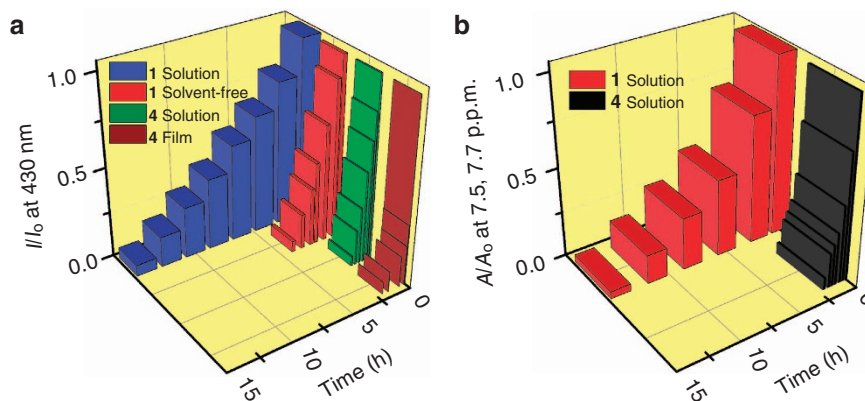 a
I/Io at 430 nm
1.0
0.5
0.0
1 Solution
1 Solvent-free
4 Solution
4 Film
15
10
5
0
Time (h)
b
A/Ao at 7.5, 7.7 p.p.m.
1.0
0.5
0.0
1 Solution
4 Solution
15
10
5
Time (h)